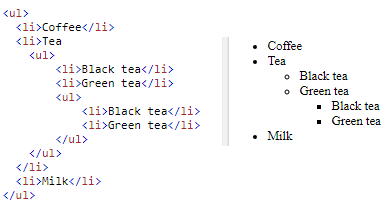 <ul>
<li>Coffee</li>
<li>Tea
<ul>
<li>Black tea</li>
<li>Green tea</li>
<ul>
<li>Black tea</li>
<li>Green tea</li>
</ul>
</ul>
</li>
<li>Milk</li>
</ul>
Coffee
Tea
Black tea
Green tea
Black tea
Green tea
Milk